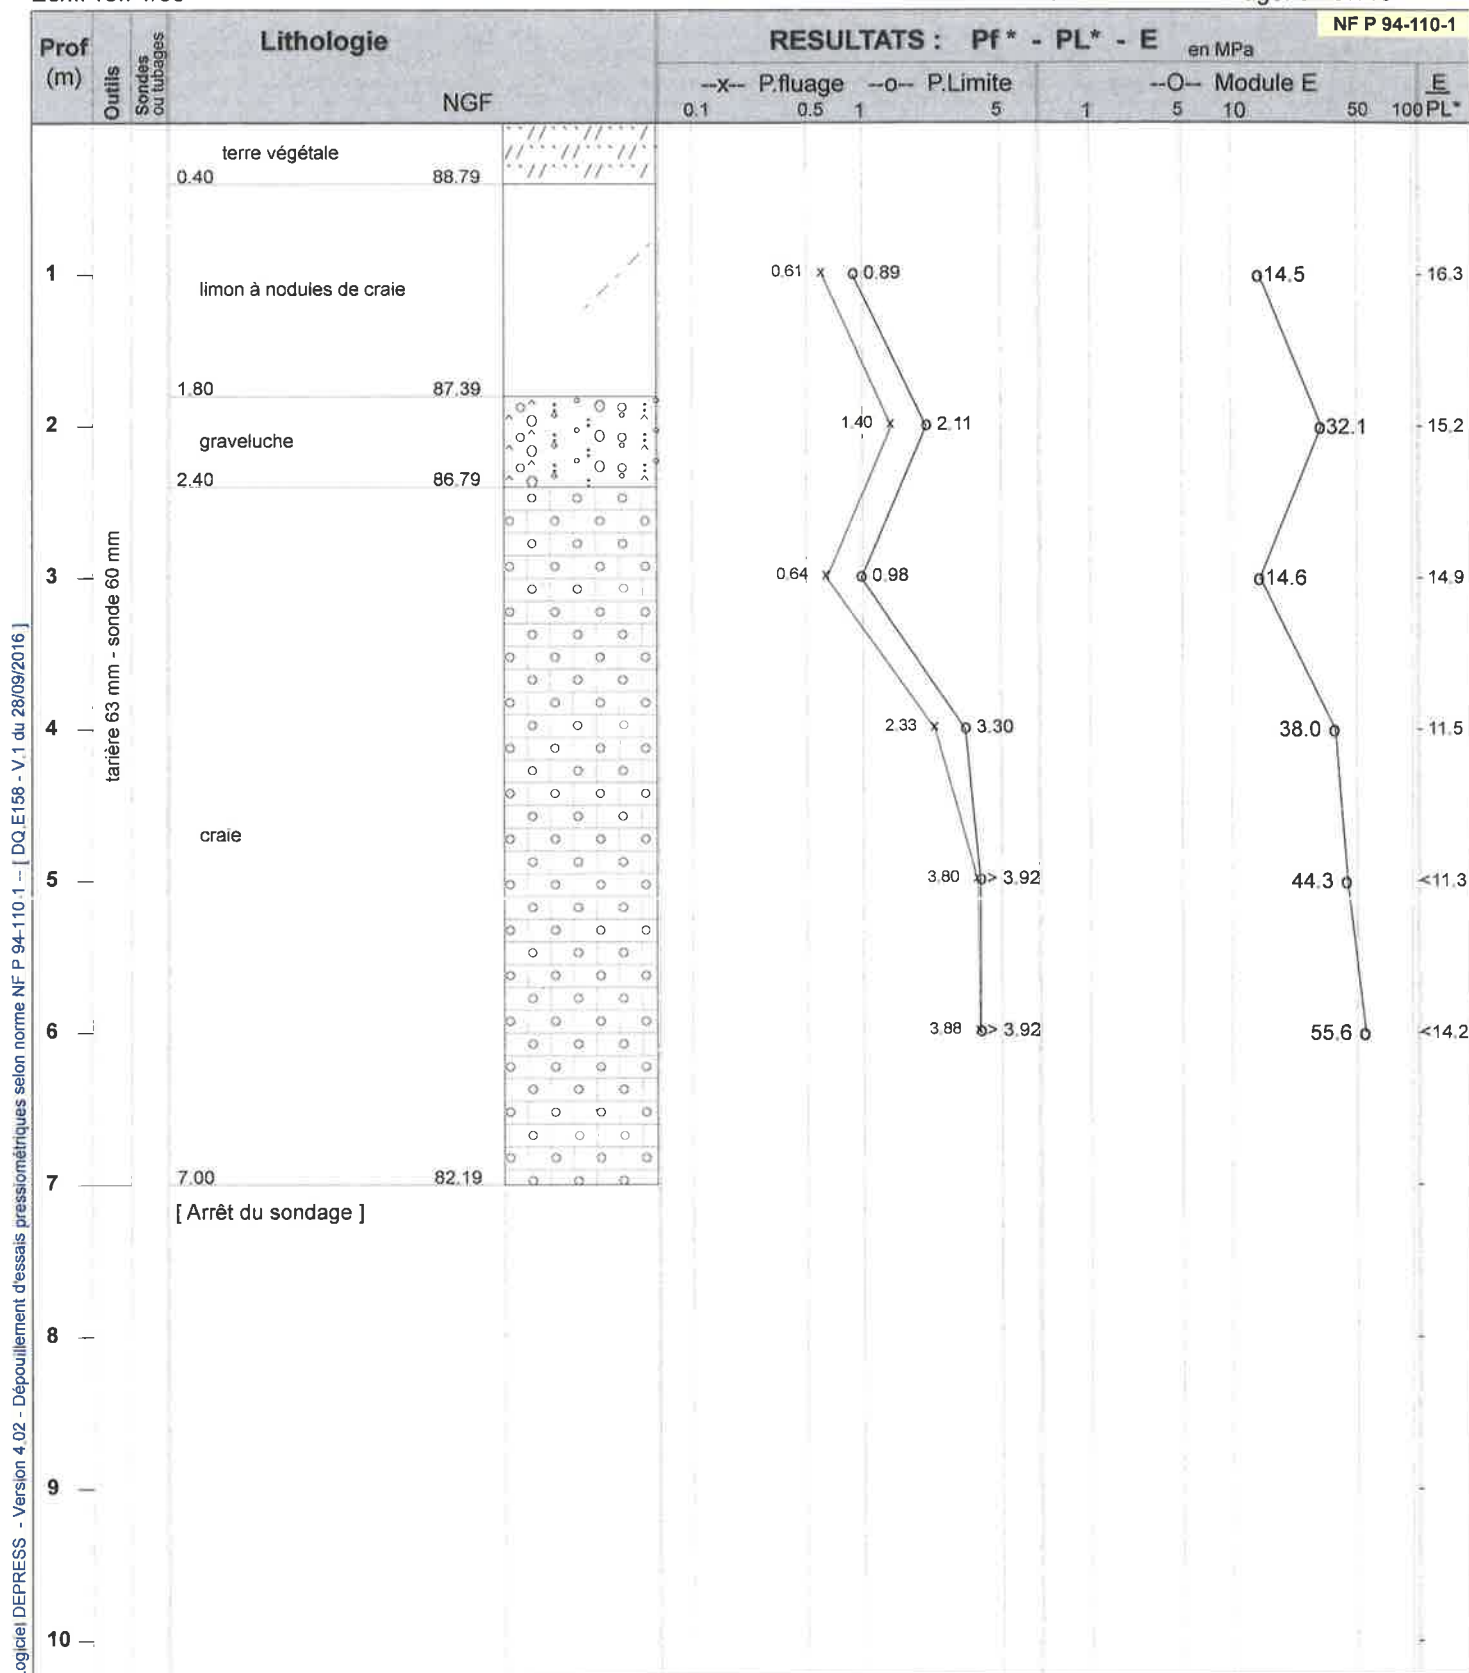 NF P 94-110-1
Prof
(m)
Outils
Sondes
ou tubages
Lithologie
NGF
RESULTATS : Pf* - PL* - E en MPa
--x-- P.fluage --o-- P.Limite
--O-- Module E
E
PL*
0.1 0.5 1 5 1 5 10 50 100
terre végétale
0.40 88.79
1 limon à nodules de craie 0.61 x o 0.89 o 14.5 16.3
1.80 87.39
2 graveluche 1.40 x o 2.11 o 32.1 15.2
2.40 86.79
3 0.64 x o 0.98 o 14.6 14.9
4 2.33 x o 3.30 38.0 o 11.5
craie
5 3.80 x o > 3.92 44.3 o <11.3
6 3.88 x o > 3.92 55.6 o <14.2
7 7.00 82.19
[ Arrêt du sondage ]
8
9
10
tarière 63 mm - sonde 60 mm
DEPRESS - Version 4.02 - Dépouillement d'essais pressiométriques selon norme NF P 94-110-1 -- [ DQ.E158 - V.1 du 28/09/2016 ]